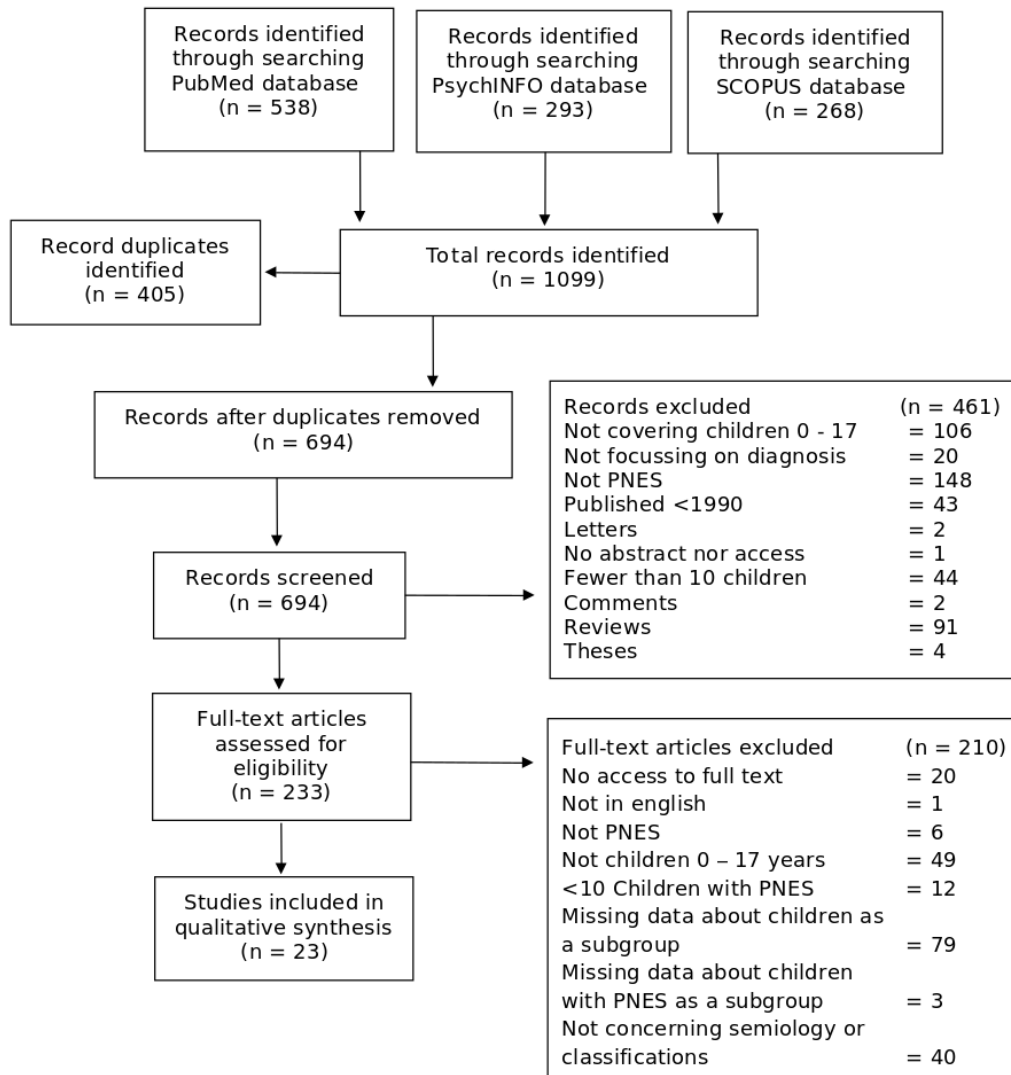 Records identified
through searching
PubMed database
(n = 538)
Records identified
through searching
PsychINFO database
(n = 293)
Records identified
through searching
SCOPUS database
(n = 268)
Record duplicates
identified
(n = 405)
Total records identified
(n = 1099)
Records after duplicates removed
(n = 694)
Records excluded (n = 461)
Not covering children 0 - 17 = 106
Not focussing on diagnosis = 20
Not PNES = 148
Published <1990 = 43
Letters = 2
No abstract nor access = 1
Fewer than 10 children = 44
Comments = 2
Reviews = 91
Theses = 4
Records screened
(n = 694)
Full-text articles
assessed for
eligibility
(n = 233)
Full-text articles excluded (n = 210)
No access to full text = 20
Not in english = 1
Not PNES = 6
Not children 0 – 17 years = 49
<10 Children with PNES = 12
Missing data about children as
a subgroup = 79
Missing data about children
with PNES as a subgroup = 3
Not concerning semiology or
classifications = 40
Studies included in
qualitative synthesis
(n = 23)